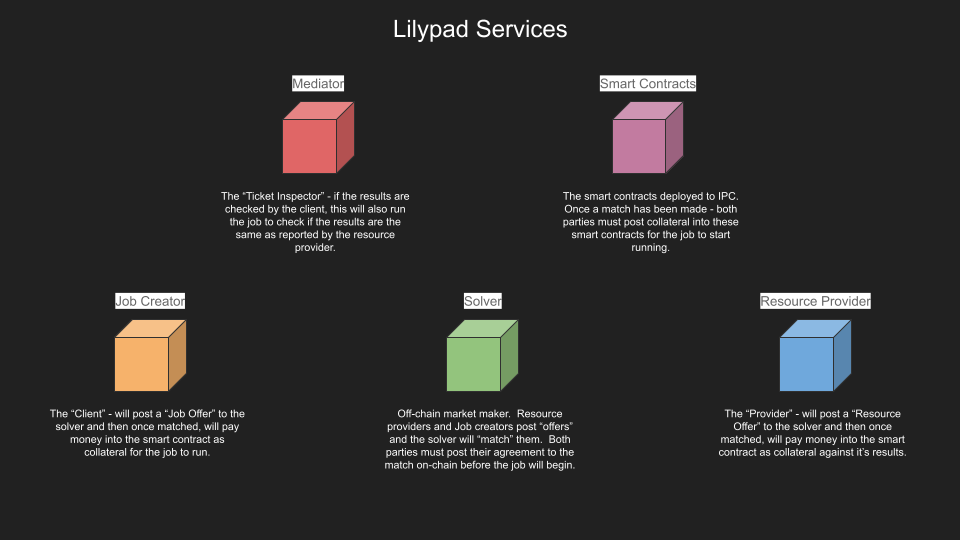 Lilypad Services
Mediator
The “Ticket Inspector” - if the results are
checked by the client, this will also run
the job to check if the results are the
same as reported by the resource
provider.
Smart Contracts
The smart contracts deployed to IPC.
Once a match has been made - both
parties must post collateral into these
smart contracts for the job to start
running.
Job Creator
The “Client” - will post a “Job Offer” to the
solver and then once matched, will pay
money into the smart contract as
collateral for the job to run.
Solver
Off-chain market maker.  Resource
providers and Job creators post “offers”
and the solver will “match” them.  Both
parties must post their agreement to the
match on-chain before the job will begin.
Resource Provider
The “Provider” - will post a “Resource
Offer” to the solver and then once
matched, will pay money into the smart
contract as collateral against it’s results.